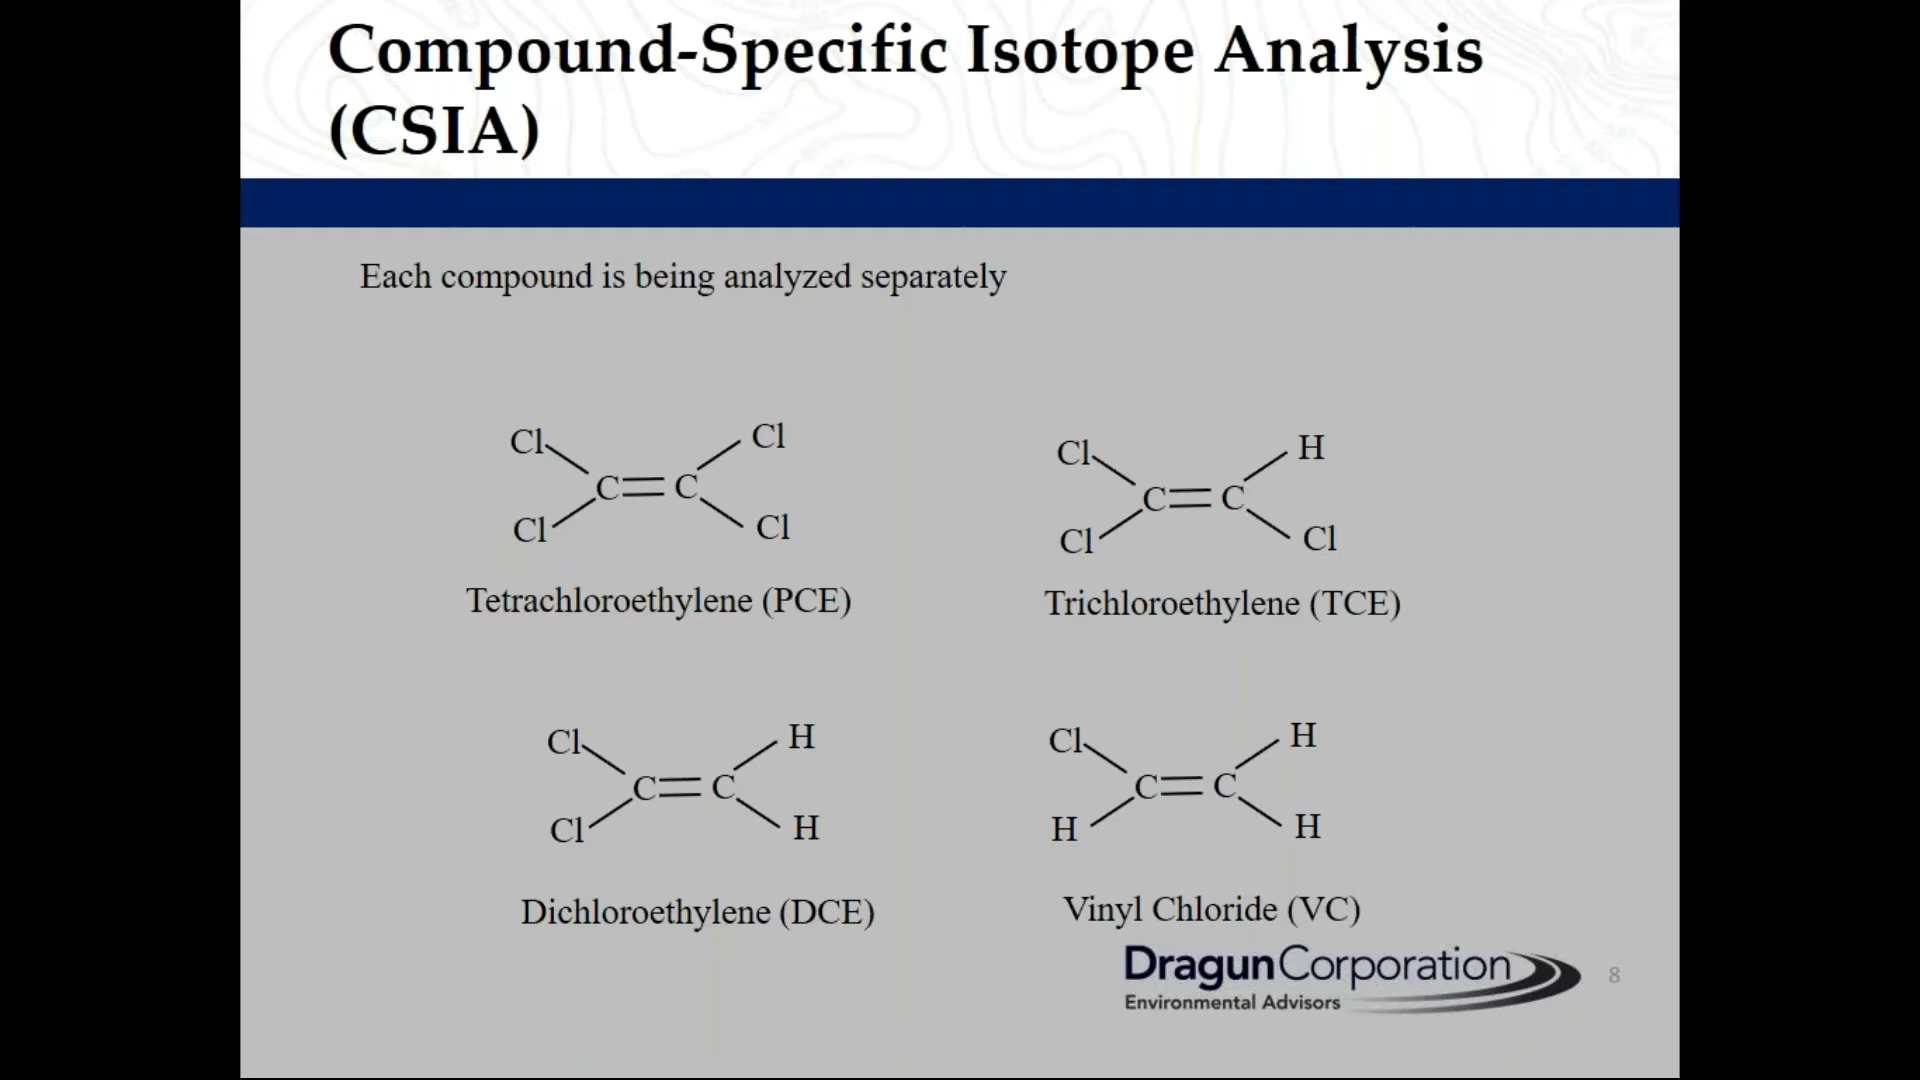 Compound-Specific Isotope Analysis
(CSIA)
Each compound is being analyzed separately
Cl Cl
C C
Cl Cl
Tetrachloroethylene (PCE)
Cl H
C C
Cl Cl
Trichloroethylene (TCE)
Cl H
C C
Cl H
Dichloroethylene (DCE)
Cl H
C C
H H
Vinyl Chloride (VC)
DragunCorporation
Environmental Advisors
8